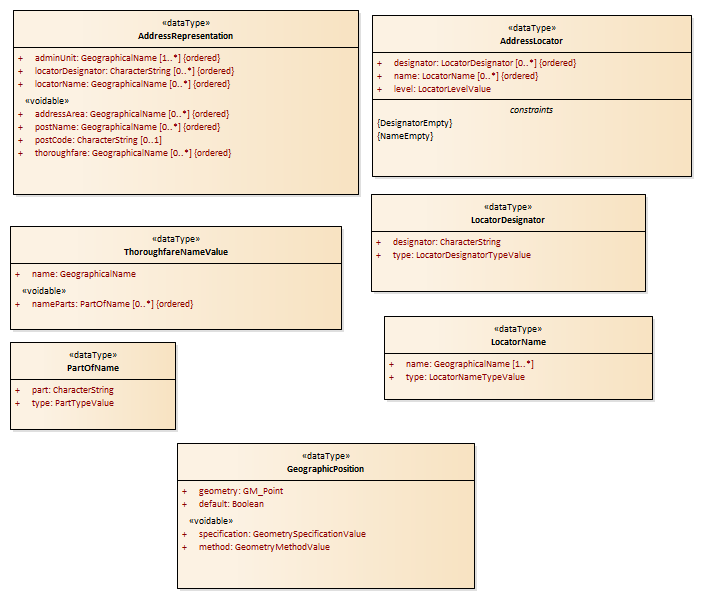 «dataType»
AddressRepresentation
+ adminUnit: GeographicalName [1..*] {ordered}
+ locatorDesignator: CharacterString [0..*] {ordered}
+ locatorName: GeographicalName [0..*] {ordered}
«voidable»
+ addressArea: GeographicalName [0..*] {ordered}
+ postName: GeographicalName [0..*] {ordered}
+ postCode: CharacterString [0..1]
+ thoroughfare: GeographicalName [0..*] {ordered}
«dataType»
AddressLocator
+ designator: LocatorDesignator [0..*] {ordered}
+ name: LocatorName [0..*] {ordered}
+ level: LocatorLevelValue
constraints
{DesignatorEmpty}
{NameEmpty}
«dataType»
LocatorDesignator
+ designator: CharacterString
+ type: LocatorDesignatorTypeValue
«dataType»
ThoroughfareNameValue
+ name: GeographicalName
«voidable»
+ nameParts: PartOfName [0..*] {ordered}
«dataType»
LocatorName
+ name: GeographicalName [1..*]
+ type: LocatorNameTypeValue
«dataType»
PartOfName
+ part: CharacterString
+ type: PartTypeValue
«dataType»
GeographicPosition
+ geometry: GM_Point
+ default: Boolean
«voidable»
+ specification: GeometrySpecificationValue
+ method: GeometryMethodValue